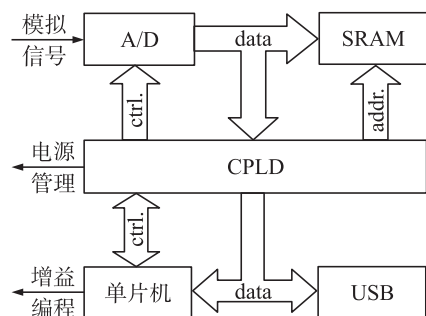 模拟
信号
A/D
data
SRAM
ctrl.
addr.
电源
管理
CPLD
ctrl.
增益
编程
单片机
data
USB